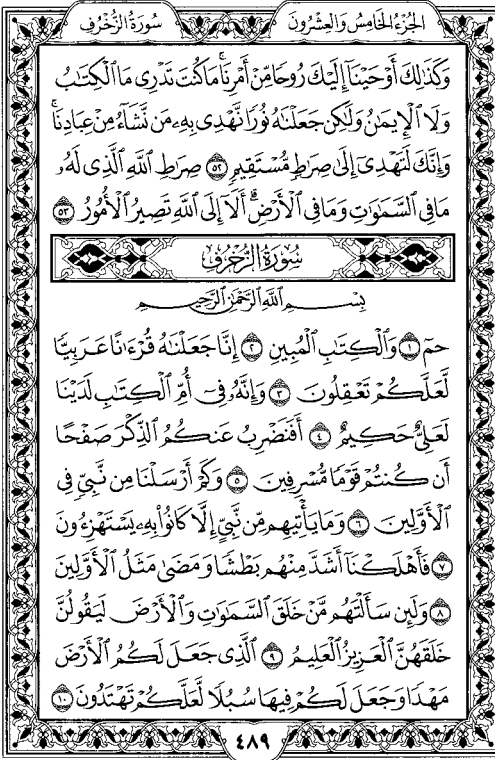 سُورَةُ الزُّخْرُفِ الجُزْءُ الخَامِسُ وَالعِشْرُونَ
وَكَذَٰلِكَ أَوْحَيْنَآ إِلَيْكَ رُوحًا مِّنْ أَمْرِنَا ۚ مَا كُنتَ تَدْرِى مَا ٱلْكِتَـٰبُ
وَلَا ٱلْإِيمَـٰنُ وَلَـٰكِن جَعَلْنَـٰهُ نُورًا نَّهْدِى بِهِۦ مَن نَّشَآءُ مِنْ عِبَادِنَا ۚ
وَإِنَّكَ لَتَهْدِىٓ إِلَىٰ صِرَٰطٍ مُّسْتَقِيمٍ ٥٢ صِرَٰطِ ٱللَّهِ ٱلَّذِى لَهُۥ
مَا فِى ٱلسَّمَـٰوَٰتِ وَمَا فِى ٱلْأَرْضِ ۗ أَلَآ إِلَى ٱللَّهِ تَصِيرُ ٱلْأُمُورُ ٥٣
سُورَةُ الزُّخْرُفِ
بِسْمِ ٱللَّهِ ٱلرَّحْمَـٰنِ ٱلرَّحِيمِ
حمٓ ١ وَٱلْكِتَـٰبِ ٱلْمُبِينِ ٢ إِنَّا جَعَلْنَـٰهُ قُرْءَٰنًا عَرَبِيًّا
لَّعَلَّكُمْ تَعْقِلُونَ ٣ وَإِنَّهُۥ فِىٓ أُمِّ ٱلْكِتَـٰبِ لَدَيْنَا
لَعَلِىٌّ حَكِيمٌ ٤ أَفَنَضْرِبُ عَنكُمُ ٱلذِّكْرَ صَفْحًا
أَن كُنتُمْ قَوْمًا مُّسْرِفِينَ ٥ وَكَمْ أَرْسَلْنَا مِن نَّبِىٍّ فِى
ٱلْأَوَّلِينَ ٦ وَمَا يَأْتِيهِم مِّن نَّبِىٍّ إِلَّا كَانُوا۟ بِهِۦ يَسْتَهْزِءُونَ
٧ فَأَهْلَكْنَآ أَشَدَّ مِنْهُم بَطْشًا وَمَضَىٰ مَثَلُ ٱلْأَوَّلِينَ
٨ وَلَئِن سَأَلْتَهُم مَّنْ خَلَقَ ٱلسَّمَـٰوَٰتِ وَٱلْأَرْضَ لَيَقُولُنَّ
خَلَقَهُنَّ ٱلْعَزِيزُ ٱلْعَلِيمُ ٩ ٱلَّذِى جَعَلَ لَكُمُ ٱلْأَرْضَ
مَهْدًا وَجَعَلَ لَكُمْ فِيهَا سُبُلًا لَّعَلَّكُمْ تَهْتَدُونَ ١٠
٤٨٩